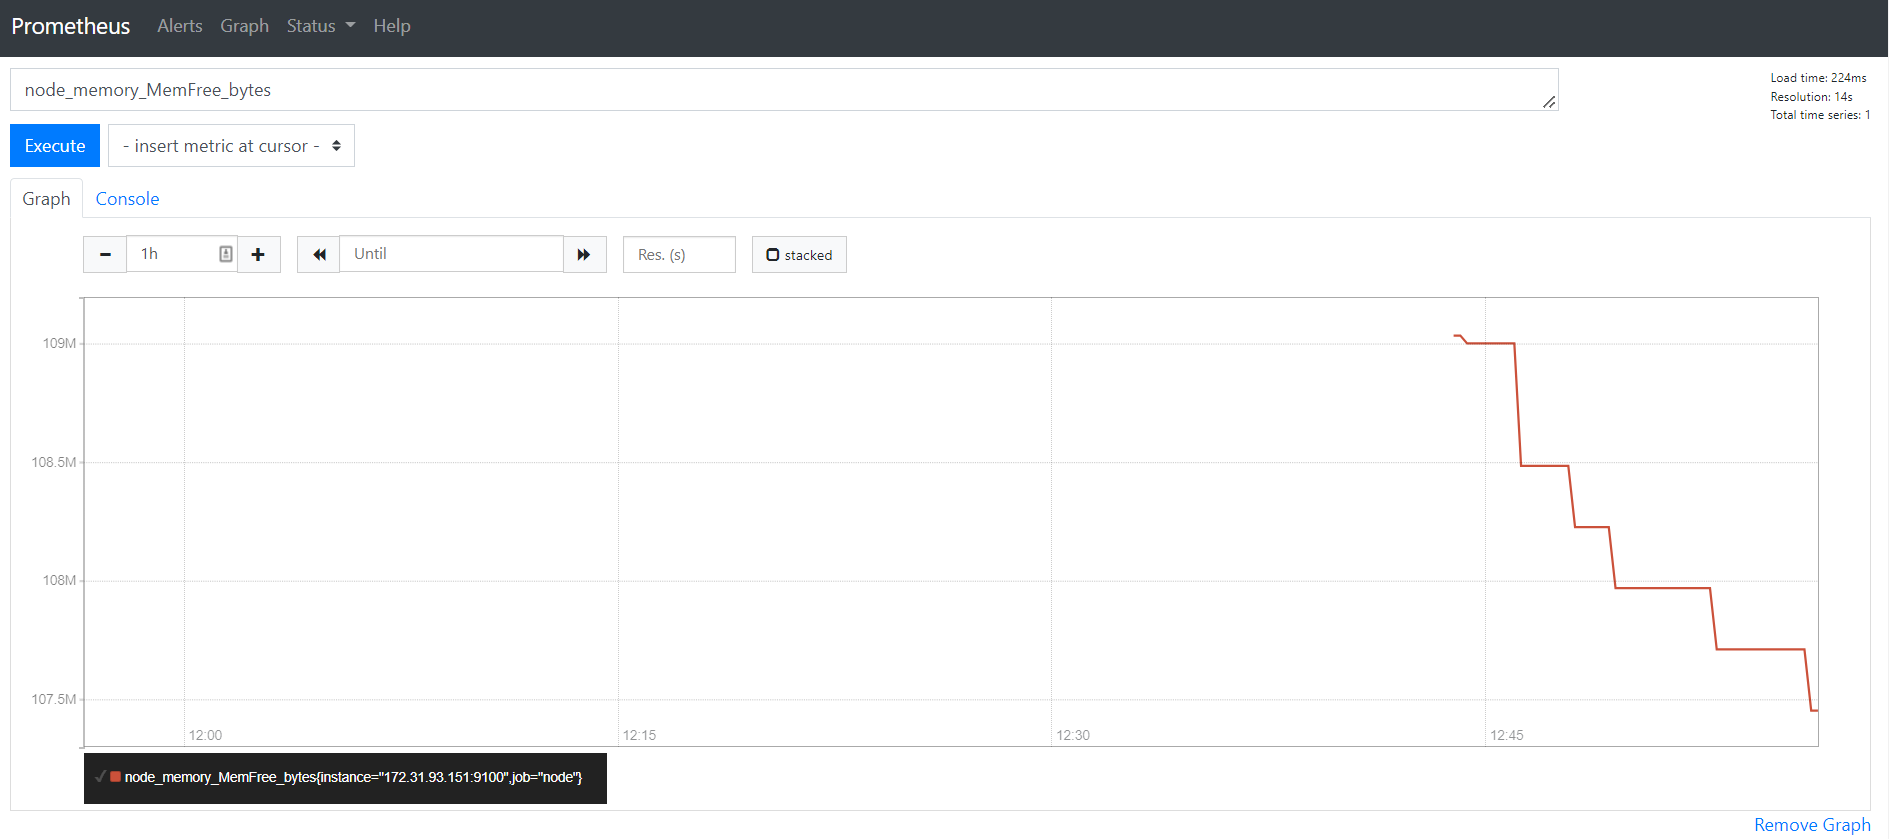 Prometheus Alerts Graph Status Help
node_memory_MemFree_bytes
Load time: 224ms
Resolution: 14s
Total time series: 1
Execute - insert metric at cursor -
Graph Console
1h Until Res. (s) stacked
109M
108.5M
108M
107.5M
12:00 12:15 12:30 12:45
node_memory_MemFree_bytes{instance="172.31.93.151:9100",job="node"}
Remove Graph